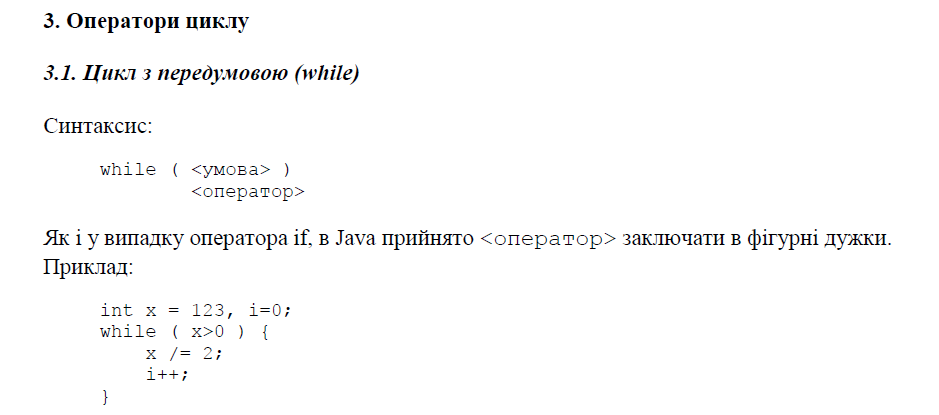 3. Оператори циклу
3.1. Цикл з передумовою (while)
Синтаксис:
while ( <умова> )
<оператор>
Як і у випадку оператора if, в Java прийнято <оператор> заключати в фігурні дужки.
Приклад:
int x = 123, i=0;
while ( x>0 ) {
x /= 2;
i++;
}